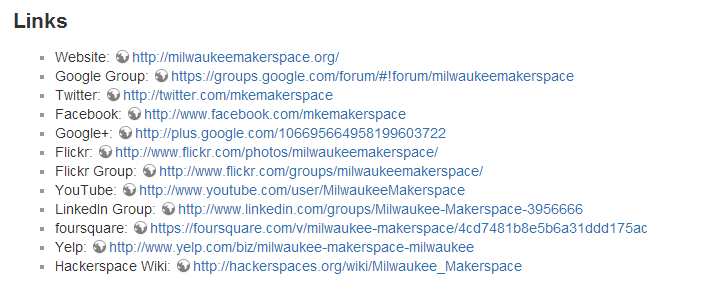 Links
Website: http://milwaukeemakerspace.org/
Google Group: https://groups.google.com/forum/#!forum/milwaukeemakerspace
Twitter: http://twitter.com/mkemakerspace
Facebook: http://www.facebook.com/mkemakerspace
Google+: http://plus.google.com/106695664958199603722
Flickr: http://www.flickr.com/photos/milwaukeemakerspace/
Flickr Group: http://www.flickr.com/groups/milwaukeemakerspace/
YouTube: http://www.youtube.com/user/MilwaukeeMakerspace
LinkedIn Group: http://www.linkedin.com/groups/Milwaukee-Makerspace-3956666
foursquare: https://foursquare.com/v/milwaukee-makerspace/4cd7481b8e5b6a31ddd175ac
Yelp: http://www.yelp.com/biz/milwaukee-makerspace-milwaukee
Hackerspace Wiki: http://hackerspaces.org/wiki/Milwaukee_Makerspace